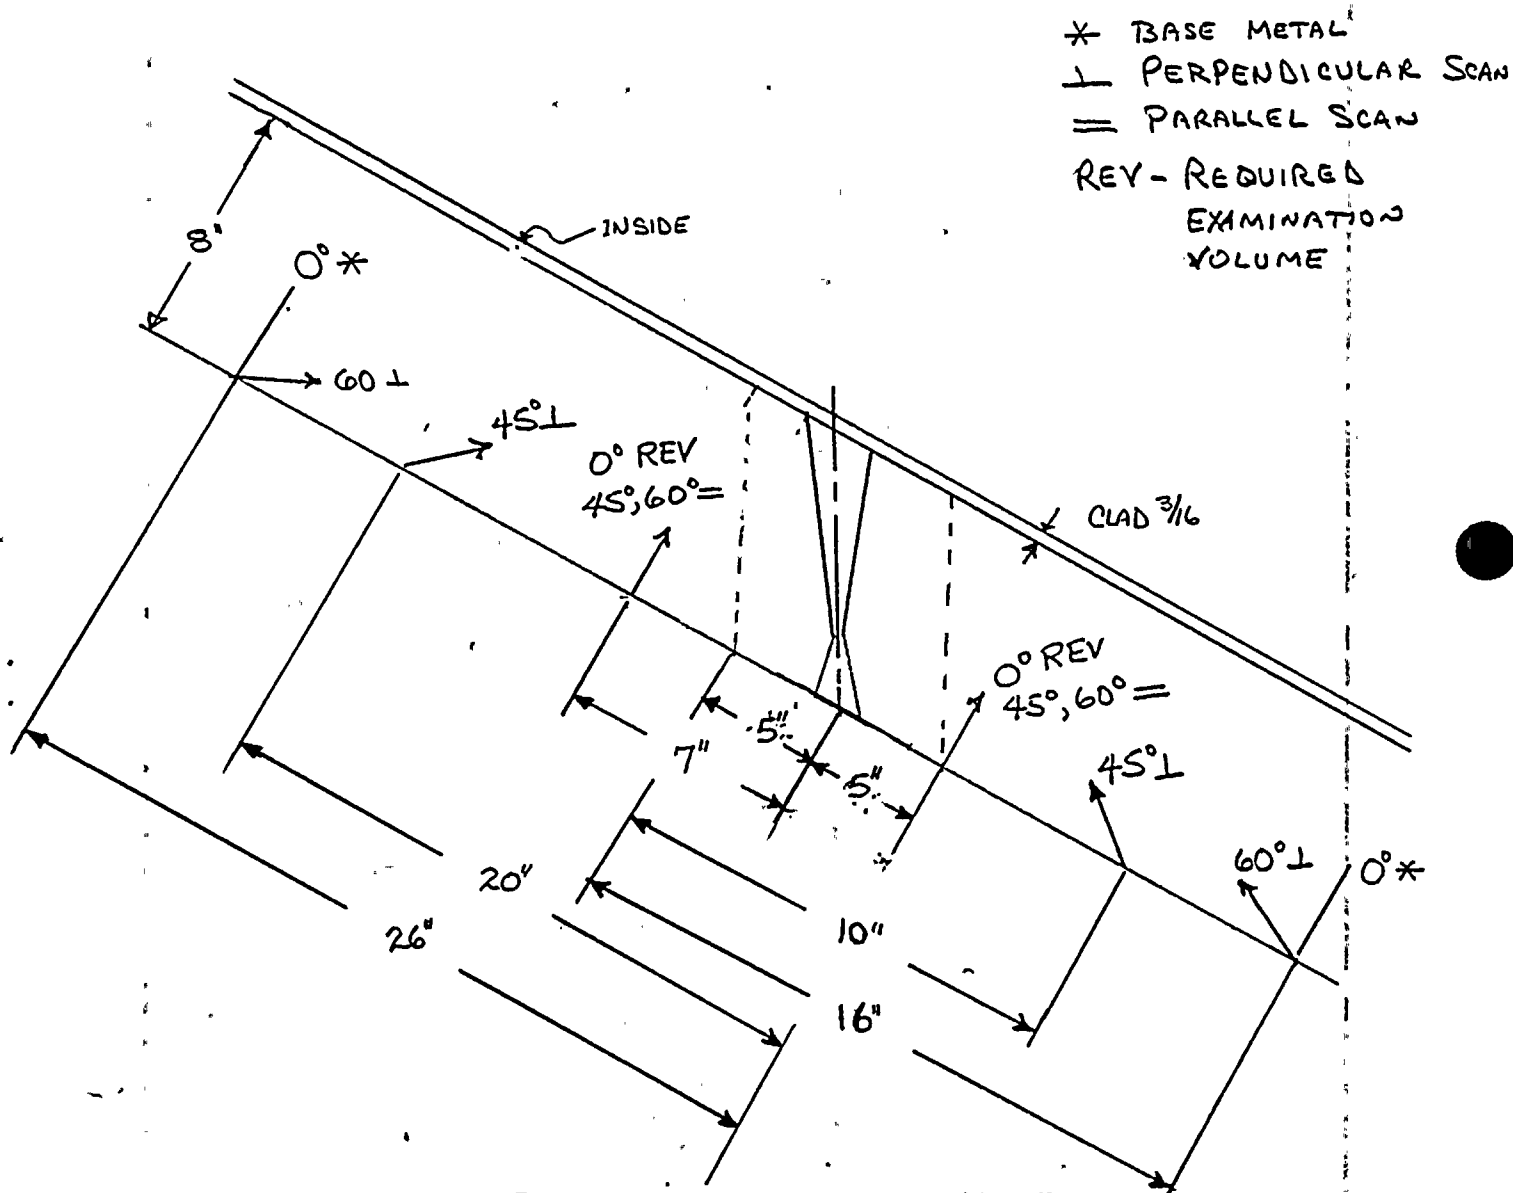 * BASE METAL
⊥ PERPENDICULAR SCAN
= PARALLEL SCAN
REV - REQUIRED
EXAMINATION
VOLUME
INSIDE
8"
0° *
60 ⊥
45° ⊥
0° REV
45°, 60° =
CLAD 3/16
0° REV
45°, 60° =
5"
7"
5"
45° ⊥
60° ⊥
0° *
20"
10"
26"
16"